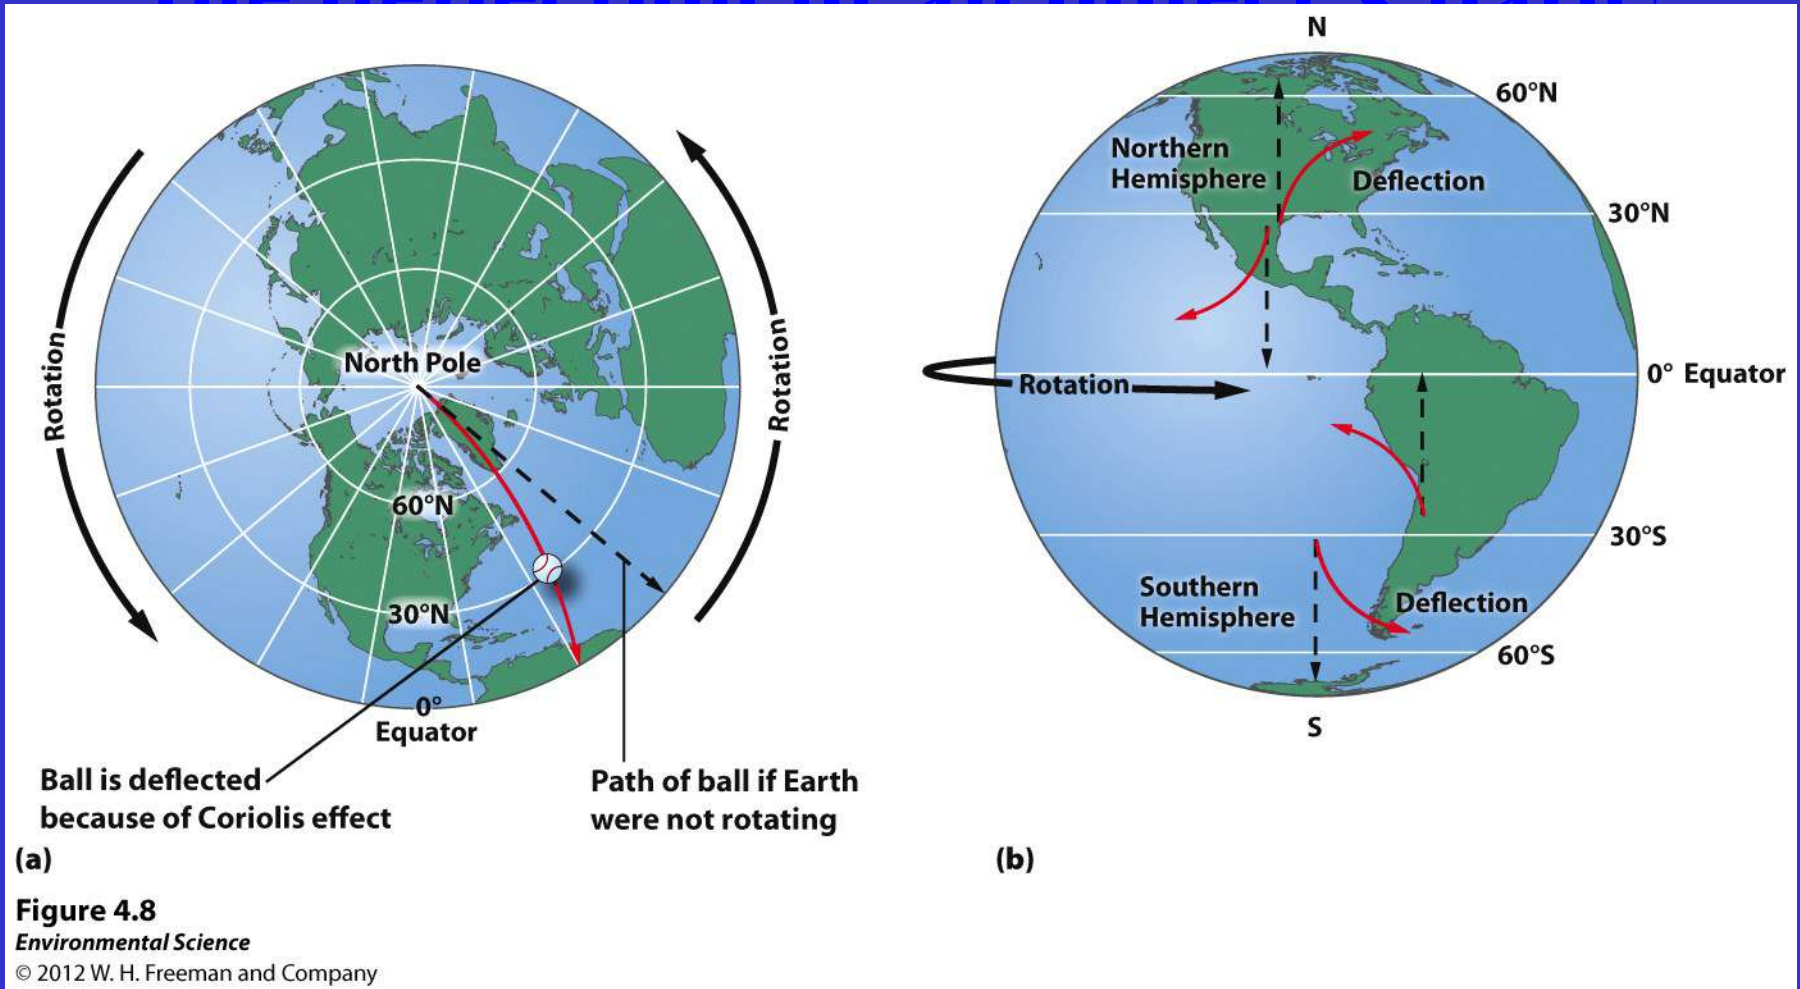 Rotation
North Pole
60°N
30°N
0°
Equator
Rotation
Ball is deflected
because of Coriolis effect
Path of ball if Earth
were not rotating
(a)
N
60°N
Northern
Hemisphere
Deflection
30°N
Rotation
0° Equator
30°S
Southern
Hemisphere
Deflection
60°S
S
(b)
Figure 4.8
Environmental Science
© 2012 W. H. Freeman and Company